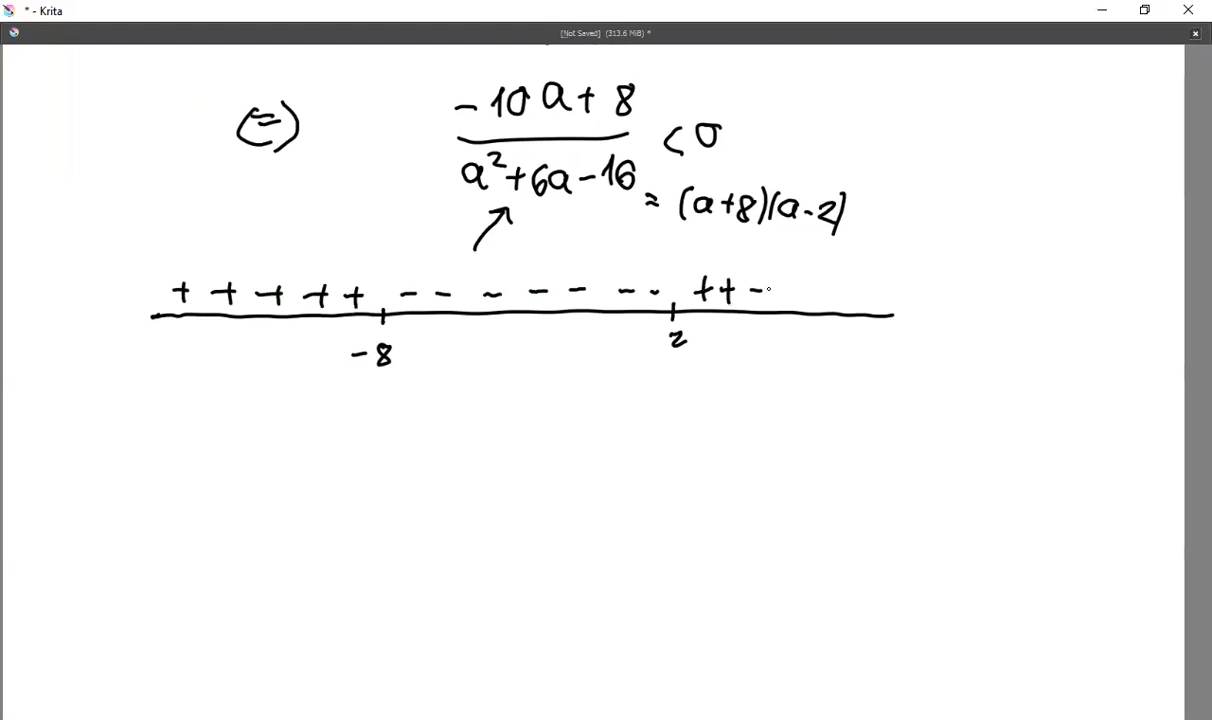 * - Krita
[Not Saved] (313.6 MiB) *
(=) -10a+8 / a²+6a-16 < 0
= (a+8)(a-2)
+ + + + + - - - - - - - + + -
-8 2